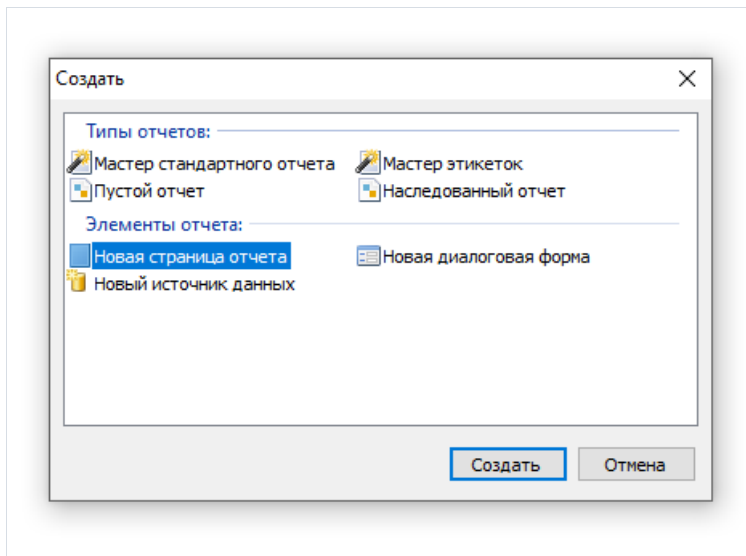 Создать
Типы отчетов:
Мастер стандартного отчета
Мастер этикеток
Пустой отчет
Наследованный отчет
Элементы отчета:
Новая страница отчета
Новая диалоговая форма
Новый источник данных
Создать
Отмена